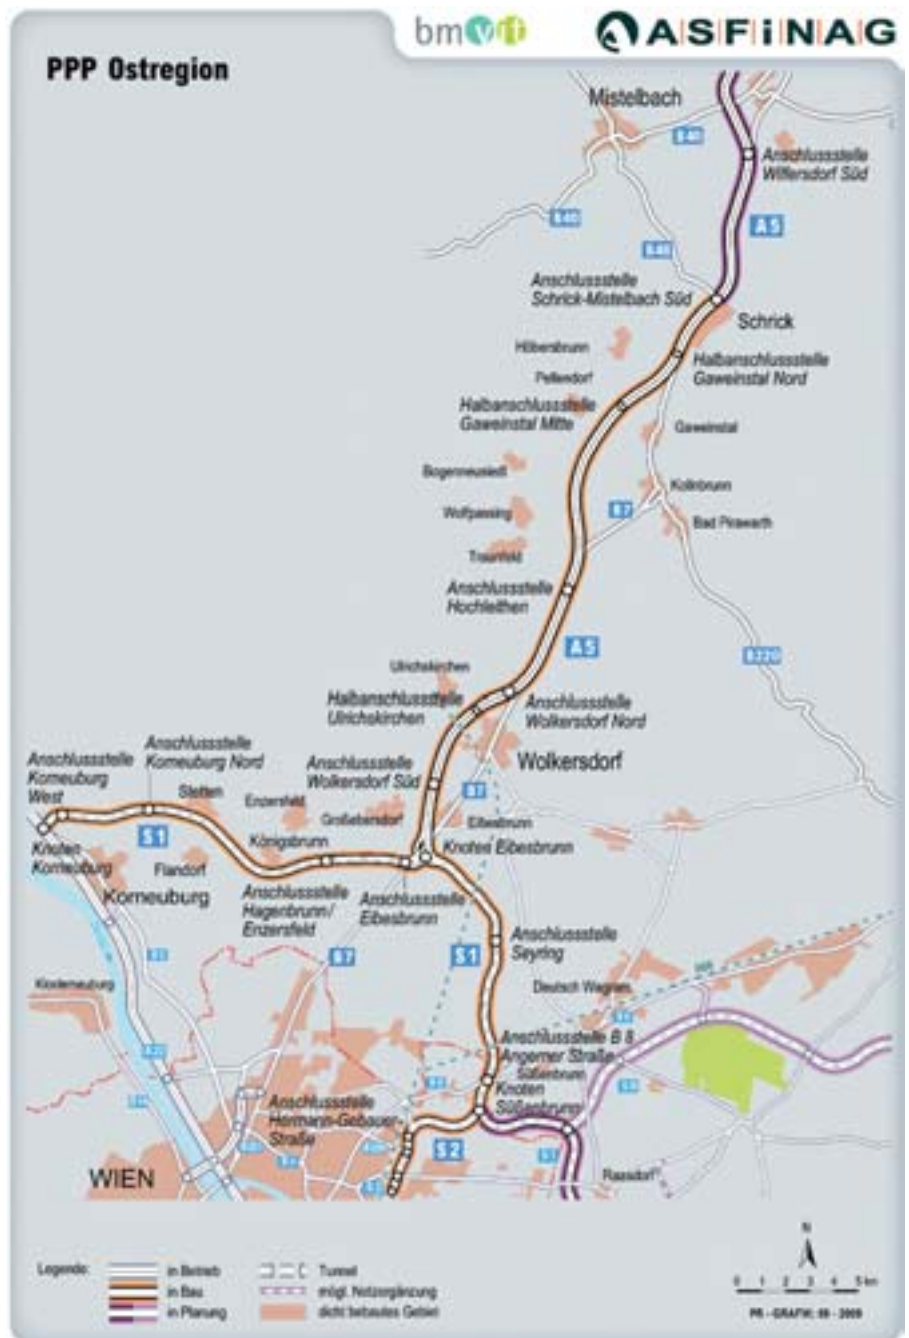 bmvit
ASFiNAG
PPP Ostregion
Mistelbach
B40
Anschlussstelle
Wilfersdorf Süd
B40
A5
B40
Anschlussstelle
Schrick-Mistelbach Süd
Schrick
Höbersbrunn
Halbanschlussstelle
Gaweinstal Nord
Pellendorf
Halbanschlussstelle
Gaweinstal Mitte
Gaweinstal
Bogenneusiedl
Kollnbrunn
Wolfpassing
B7
Bad Pirawarth
Traunfeld
Anschlussstelle
Hochleithen
A5
B220
Ulrichskirchen
Halbanschlussstelle
Ulrichskirchen
Anschlussstelle
Wolkersdorf Nord
Wolkersdorf
Anschlussstelle
Korneuburg Nord
Anschlussstelle
Korneuburg
West
Anschlussstelle
Wolkersdorf Süd
B7
Stetten
Enzersfeld
Großebersdorf
Eibesbrunn
S1
Königsbrunn
Knoten Eibesbrunn
Knoten
Korneuburg
Flandorf
Korneuburg
Anschlussstelle
Hagenbrunn/
Enzersfeld
Anschlussstelle
Eibesbrunn
Anschlussstelle
Seyring
S1
B7
Klosterneuburg
Deutsch Wagram
Anschlussstelle B 8
Angerner Straße
Süßenbrunn
Knoten
Süßenbrunn
Anschlussstelle
Hermann-Gebauer-
Straße
S2
S1
WIEN
Raasdorf
N
Legende:
in Betrieb
Tunnel
in Bau
mögl. Netzergänzung
in Planung
dicht bebautes Gebiet
0 1 2 3 4 5 km
PR - GRAFIK: 09 - 2009